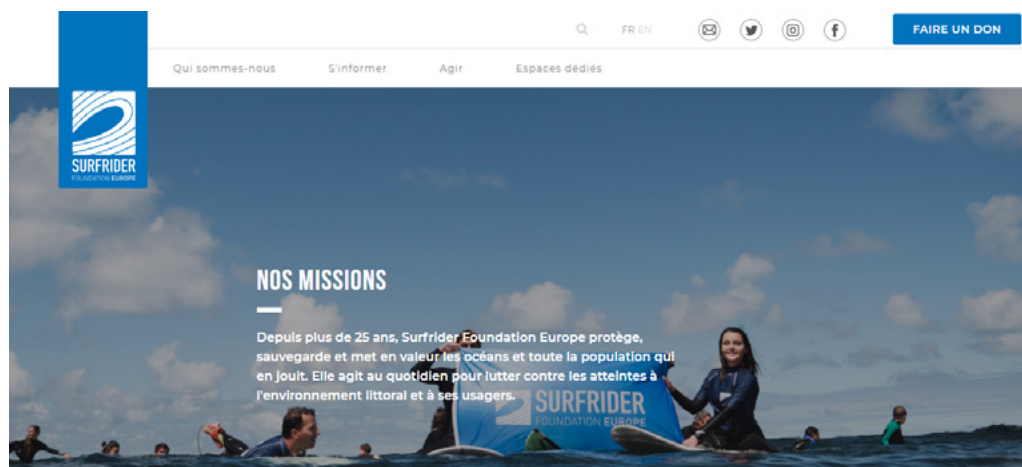 FR EN
FAIRE UN DON
Qui sommes-nous
S'informer
Agir
Espaces dédiés
SURFRIDER
FOUNDATION EUROPE
NOS MISSIONS
Depuis plus de 25 ans, Surfrider Foundation Europe protège,
sauvegarde et met en valeur les océans et toute la population qui
en jouit. Elle agit au quotidien pour lutter contre les atteintes à
l'environnement littoral et à ses usagers.
SURFRIDER
FOUNDATION EUROPE